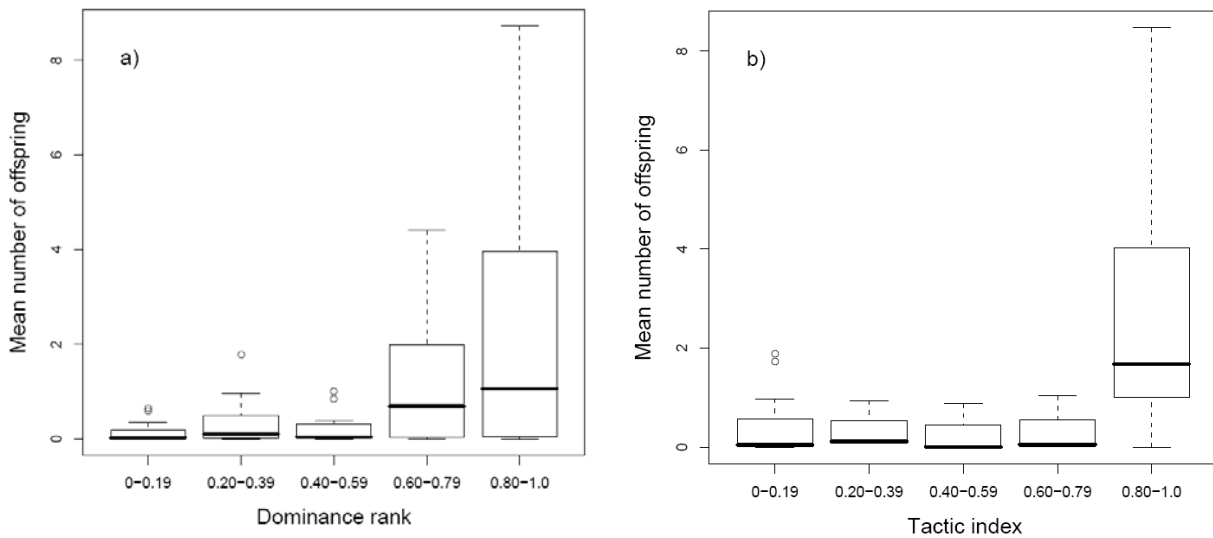 a)
Mean number of offspring
8
6
4
2
0
0–0.19 0.20–0.39 0.40–0.59 0.60–0.79 0.80–1.0
Dominance rank
b)
Mean number of offspring
8
6
4
2
0
0–0.19 0.20–0.39 0.40–0.59 0.60–0.79 0.80–1.0
Tactic index